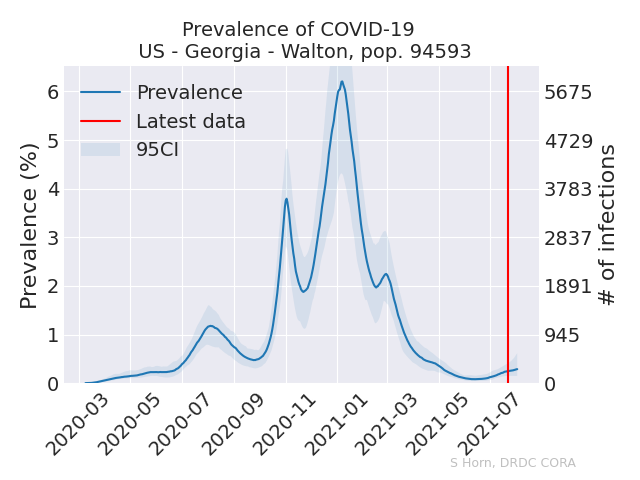 Prevalence of COVID-19
US - Georgia - Walton, pop. 94593
Prevalence
Latest data
95CI
Prevalence (%)
6
5
4
3
2
1
0
5675
4729
3783
2837
1891
945
0
# of infections
2020-03
2020-05
2020-07
2020-09
2020-11
2021-01
2021-03
2021-05
2021-07
S Horn, DRDC CORA